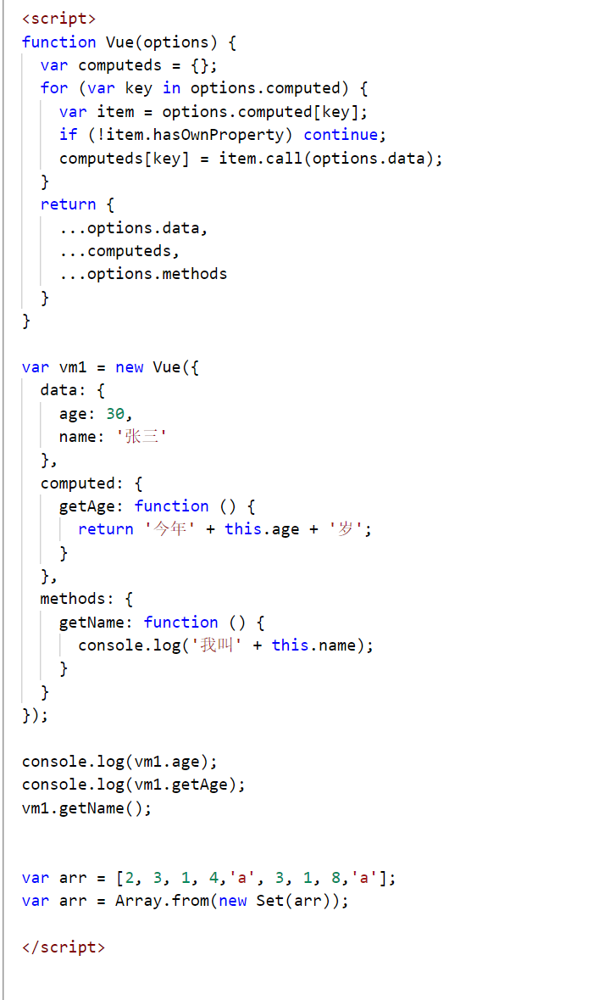 <script>
function Vue(options) {
  var computeds = {};
  for (var key in options.computed) {
    var item = options.computed[key];
    if (!item.hasOwnProperty) continue;
    computeds[key] = item.call(options.data);
  }
  return {
    ...options.data,
    ...computeds,
    ...options.methods
  }
}

var vm1 = new Vue({
  data: {
    age: 30,
    name: '张三'
  },
  computed: {
    getAge: function () {
      return '今年' + this.age + '岁';
    }
  },
  methods: {
    getName: function () {
      console.log('我叫' + this.name);
    }
  }
});

console.log(vm1.age);
console.log(vm1.getAge);
vm1.getName();


var arr = [2, 3, 1, 4,'a', 3, 1, 8,'a'];
var arr = Array.from(new Set(arr));

</script>